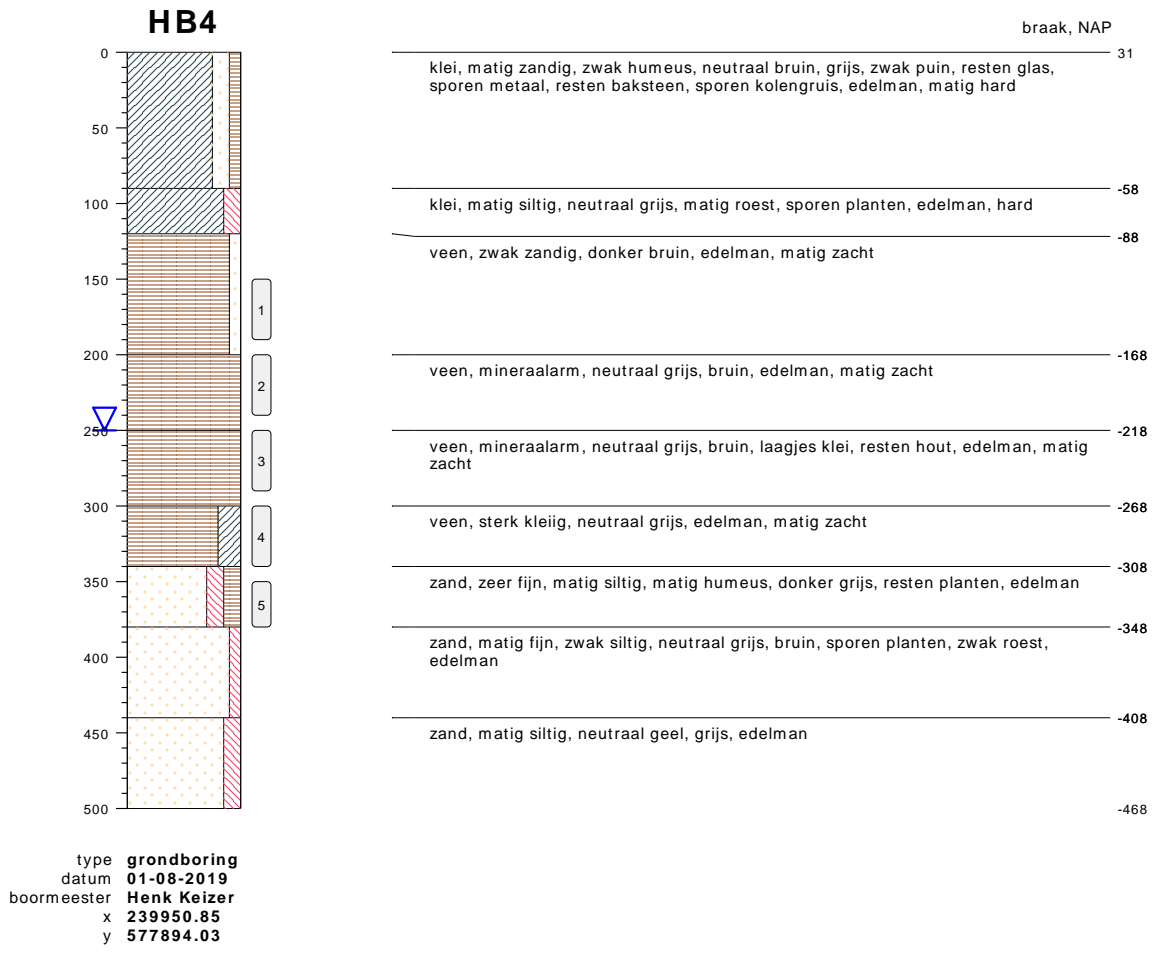 HB4
braak, NAP
0
31
klei, matig zandig, zwak humeus, neutraal bruin, grijs, zwak puin, resten glas,
sporen metaal, resten baksteen, sporen kolengruis, edelman, matig hard
50
-58
100
klei, matig siltig, neutraal grijs, matig roest, sporen planten, edelman, hard
-88
veen, zwak zandig, donker bruin, edelman, matig zacht
150
1
200
-168
veen, mineraalarm, neutraal grijs, bruin, edelman, matig zacht
2
250
-218
veen, mineraalarm, neutraal grijs, bruin, laagjes klei, resten hout, edelman, matig
zacht
3
300
-268
veen, sterk kleiig, neutraal grijs, edelman, matig zacht
4
-308
350
zand, zeer fijn, matig siltig, matig humeus, donker grijs, resten planten, edelman
5
-348
zand, matig fijn, zwak siltig, neutraal grijs, bruin, sporen planten, zwak roest,
edelman
400
-408
450
zand, matig siltig, neutraal geel, grijs, edelman
500
-468
type grondboring
datum 01-08-2019
boormeester Henk Keizer
x 239950.85
y 577894.03